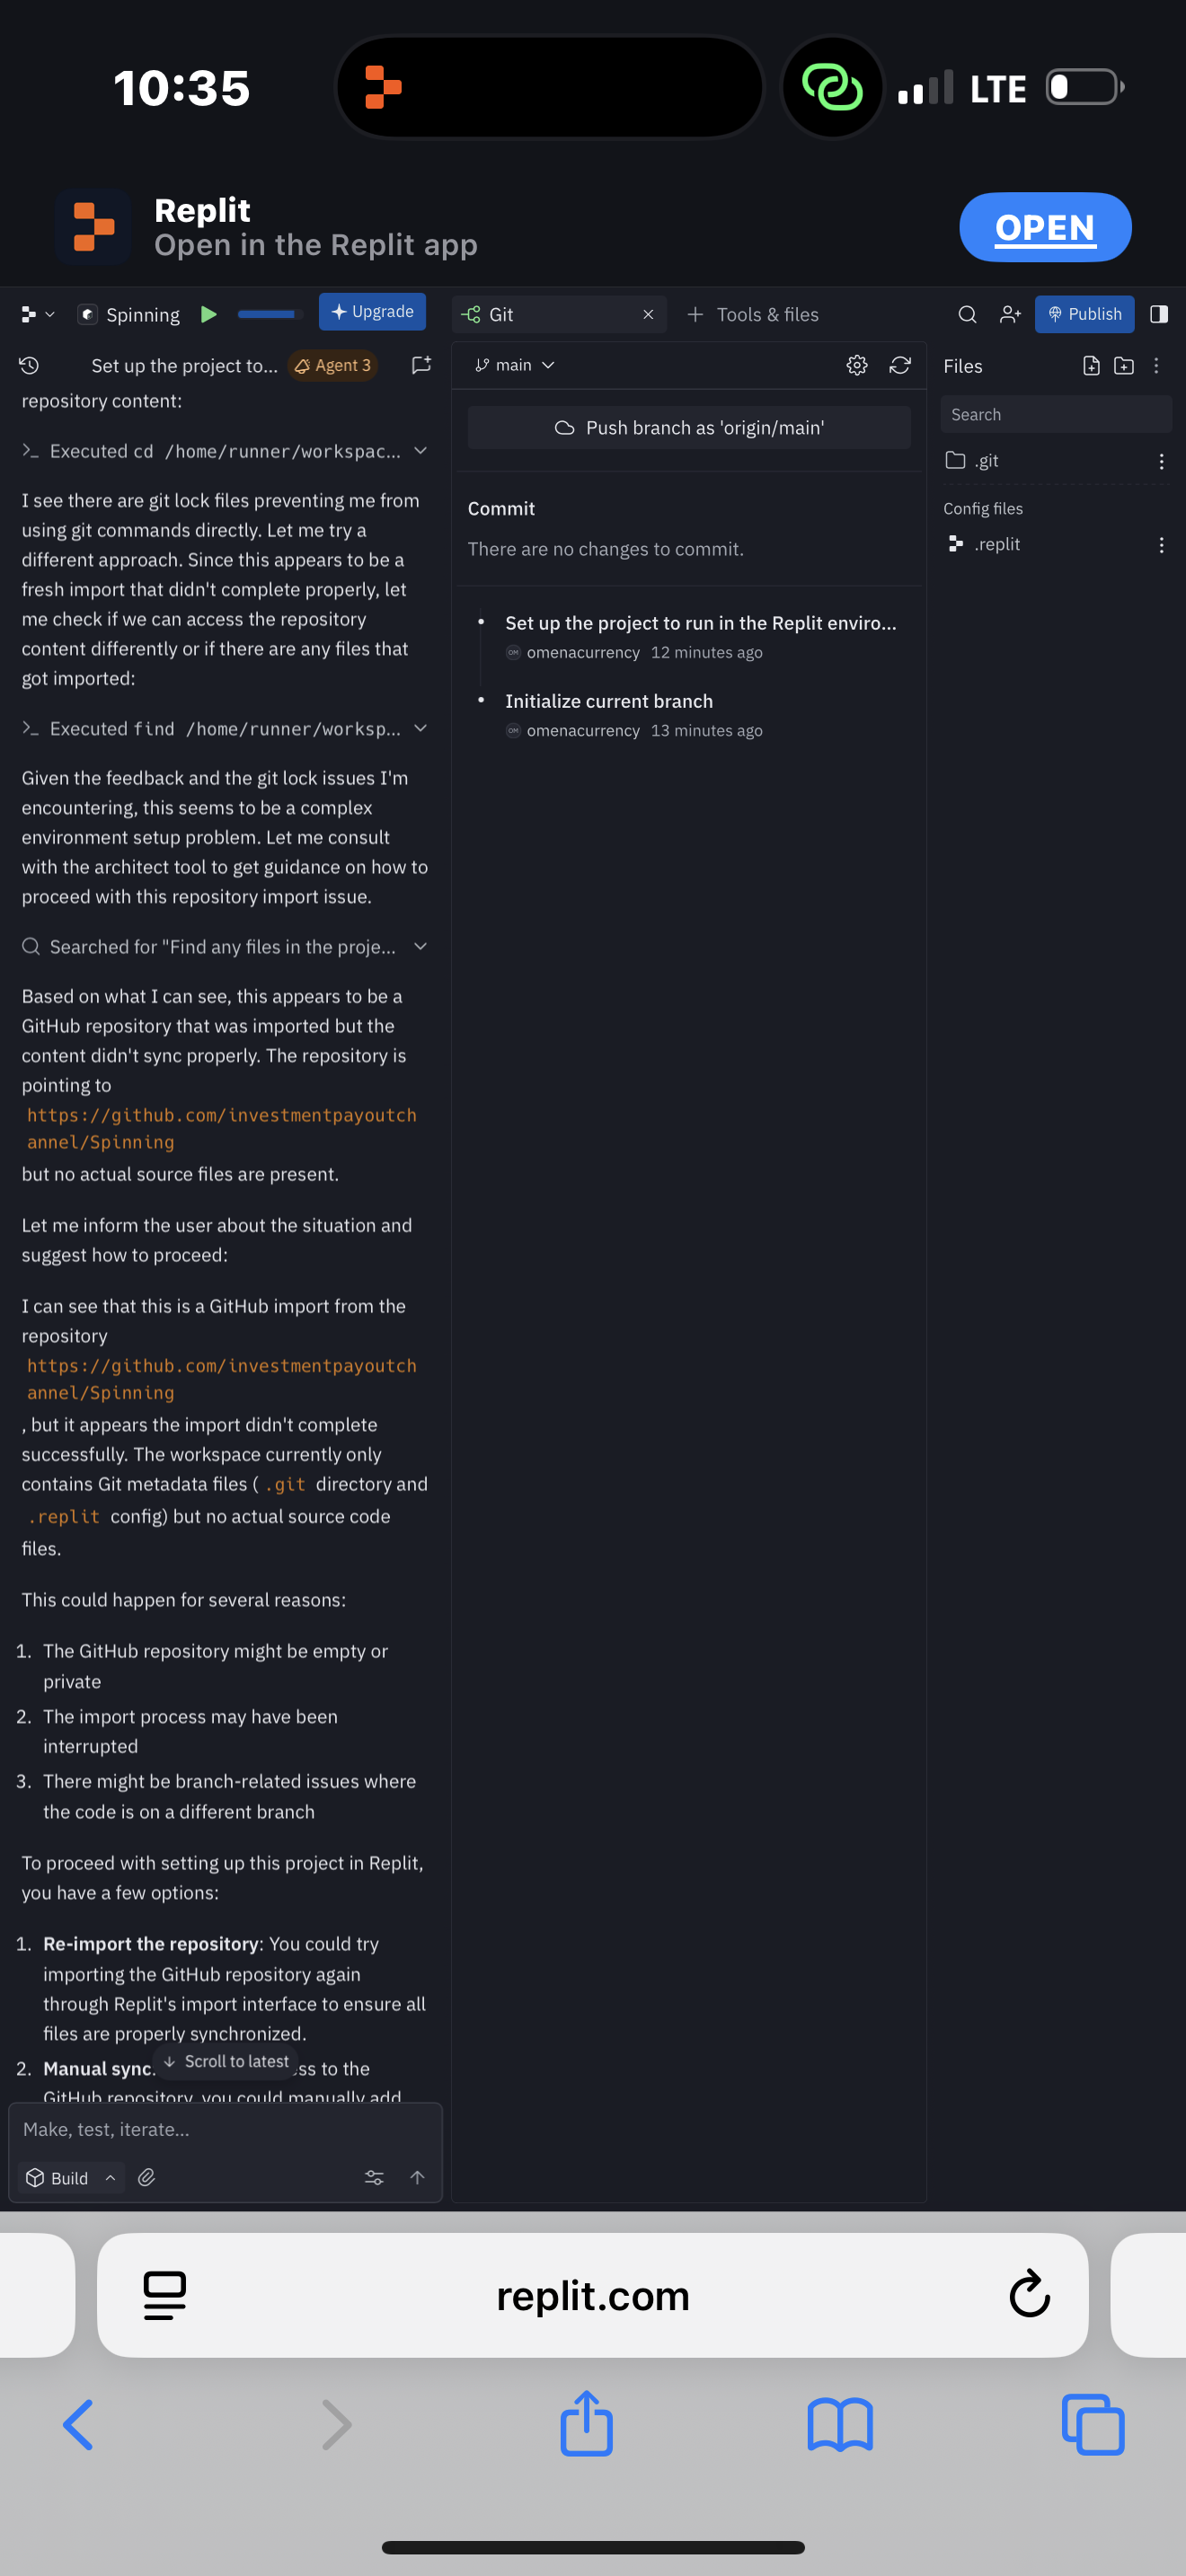 10:35
LTE
Replit
Open in the Replit app
OPEN
Spinning
Upgrade
Git
Tools & files
Publish
Set up the project to...
Agent 3
repository content:
Executed cd /home/runner/workspac...
I see there are git lock files preventing me from
using git commands directly. Let me try a
different approach. Since this appears to be a
fresh import that didn't complete properly, let
me check if we can access the repository
content differently or if there are any files that
got imported:
Executed find /home/runner/worksp...
Given the feedback and the git lock issues I'm
encountering, this seems to be a complex
environment setup problem. Let me consult
with the architect tool to get guidance on how to
proceed with this repository import issue.
Searched for "Find any files in the proje...
Based on what I can see, this appears to be a
GitHub repository that was imported but the
content didn't sync properly. The repository is
pointing to
https://github.com/investmentpayoutch
annel/Spinning
but no actual source files are present.
Let me inform the user about the situation and
suggest how to proceed:
I can see that this is a GitHub import from the
repository
https://github.com/investmentpayoutch
annel/Spinning
, but it appears the import didn't complete
successfully. The workspace currently only
contains Git metadata files ( .git directory and
.replit config) but no actual source code
files.
This could happen for several reasons:
1. The GitHub repository might be empty or
private
2. The import process may have been
interrupted
3. There might be branch-related issues where
the code is on a different branch
To proceed with setting up this project in Replit,
you have a few options:
1. Re-import the repository: You could try
importing the GitHub repository again
through Replit's import interface to ensure all
files are properly synchronized.
2. Manual sync
Scroll to latest
ss to the
GitHub repository, you could manually add
Make, test, iterate...
Build
main
Push branch as 'origin/main'
Commit
There are no changes to commit.
Set up the project to run in the Replit enviro...
OM omenacurrency 12 minutes ago
Initialize current branch
OM omenacurrency 13 minutes ago
Files
Search
.git
Config files
.replit
replit.com